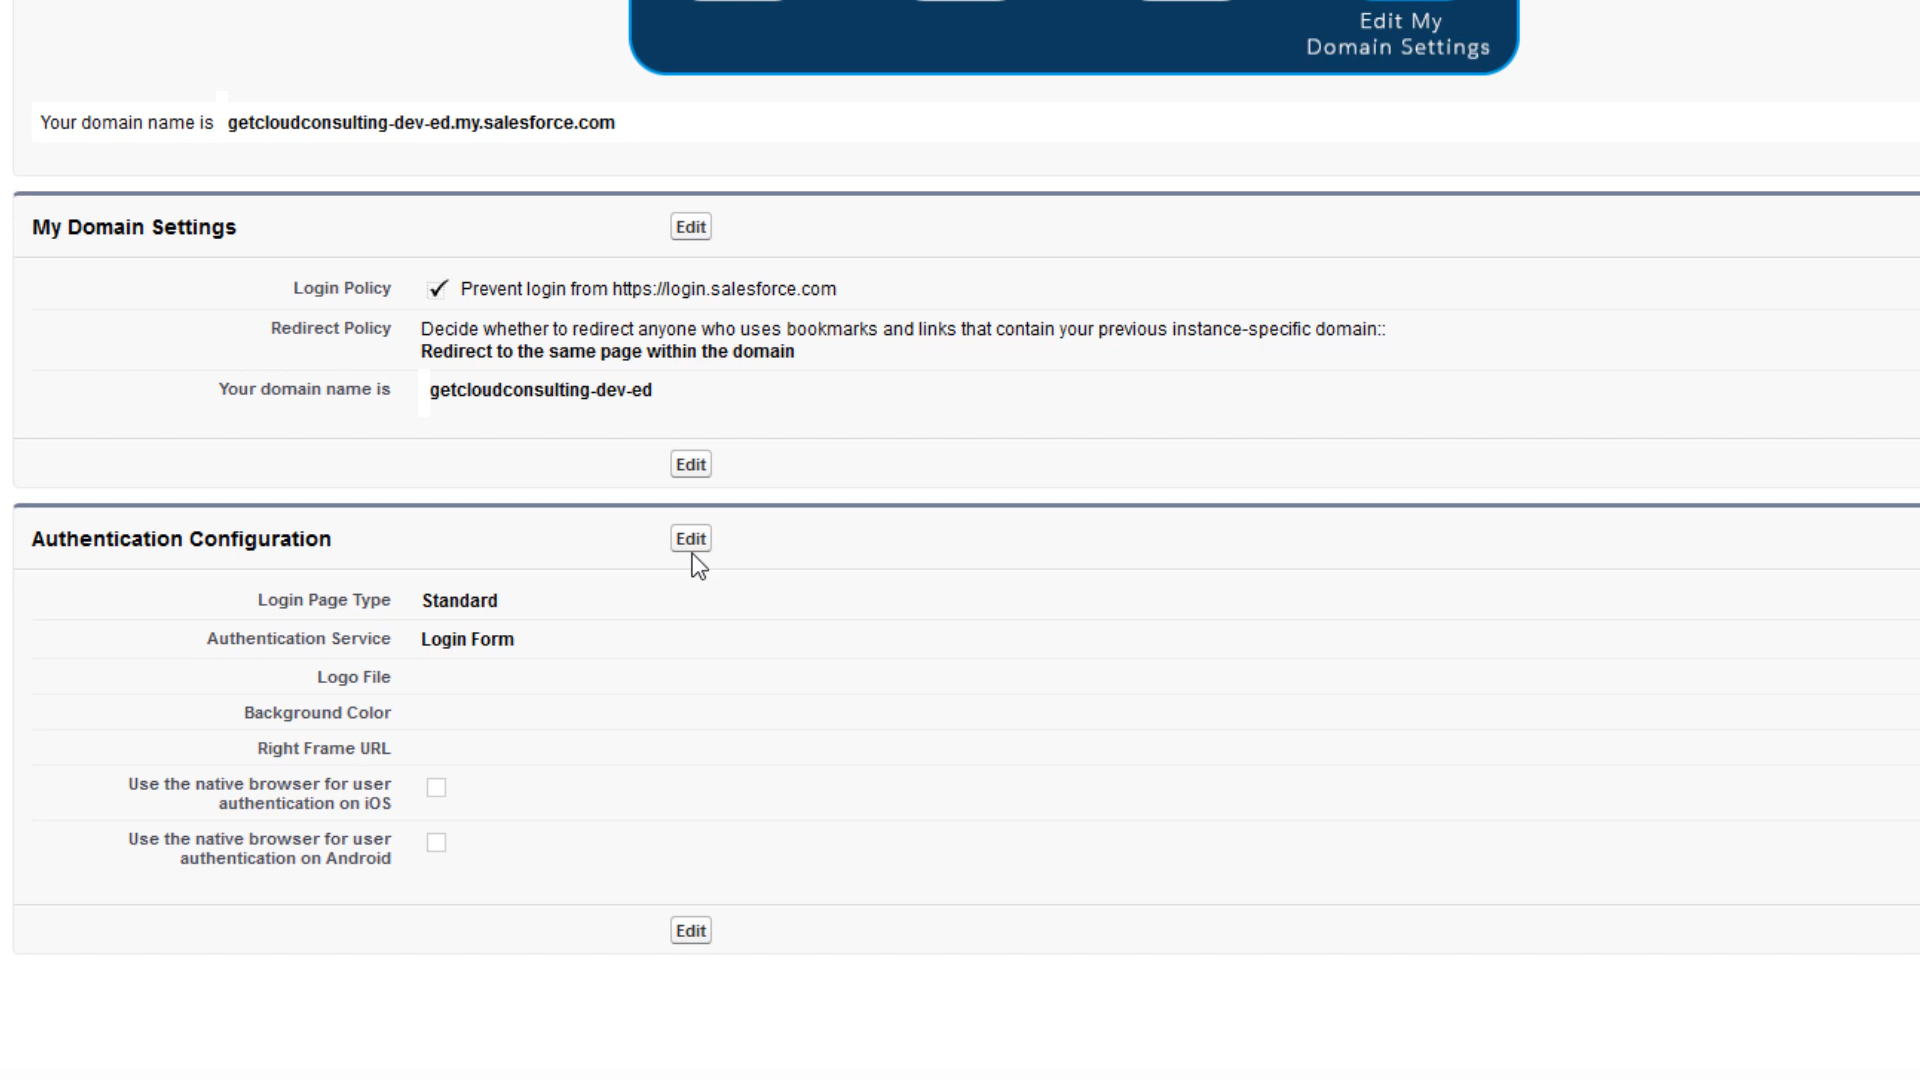 Edit My
Domain Settings
Your domain name is getcloudconsulting-dev-ed.my.salesforce.com
My Domain Settings Edit
Login Policy Prevent login from https://login.salesforce.com
Redirect Policy Decide whether to redirect anyone who uses bookmarks and links that contain your previous instance-specific domain::
Redirect to the same page within the domain
Your domain name is getcloudconsulting-dev-ed
Edit
Authentication Configuration Edit
Login Page Type Standard
Authentication Service Login Form
Logo File
Background Color
Right Frame URL
Use the native browser for user
authentication on iOS
Use the native browser for user
authentication on Android
Edit